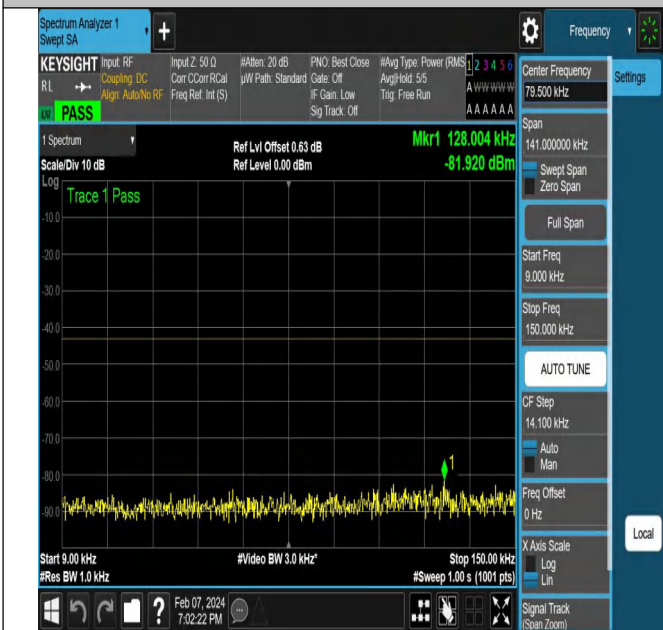 Spectrum Analyzer 1
Swept SA
+
Frequency
KEYSIGHT
RL
LXI
PASS
Input: RF
Coupling: DC
Align: Auto/No RF
Input Z: 50 Ω
Corr CCorr RCal
Freq Ref: Int (S)
#Atten: 20 dB
µW Path: Standard
PNO: Best Close
Gate: Off
IF Gain: Low
Sig Track: Off
#Avg Type: Power (RMS
Avg|Hold: 5/5
Trig: Free Run
1 2 3 4 5 6
A W W W W W
A A A A A A
1 Spectrum
Scale/Div 10 dB
Ref Lvl Offset 0.63 dB
Ref Level 0.00 dBm
Mkr1 128.004 kHz
-81.920 dBm
Log
Trace 1 Pass
-10.0
-20.0
-30.0
-40.0
-50.0
-60.0
-70.0
-80.0
-90.0
1
Start 9.00 kHz
#Res BW 1.0 kHz
#Video BW 3.0 kHz*
Stop 150.00 kHz
#Sweep 1.00 s (1001 pts)
?
Feb 07, 2024
7:02:22 PM
Center Frequency
79.500 kHz
Settings
Span
141.000000 kHz
Swept Span
Zero Span
Full Span
Start Freq
9.000 kHz
Stop Freq
150.000 kHz
AUTO TUNE
CF Step
14.100 kHz
Auto
Man
Freq Offset
0 Hz
Local
X Axis Scale
Log
Lin
Signal Track
(Span Zoom)